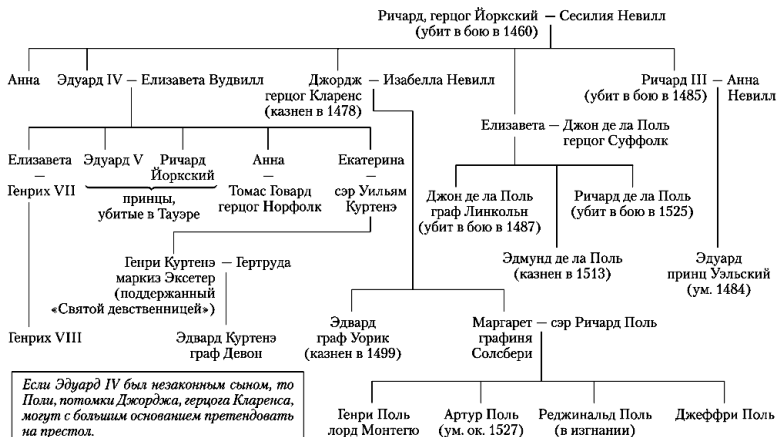 Ричард, герцог Йоркский — Сесилия Невилл
(убит в бою в 1460)
Анна
Эдуард IV — Елизавета Вудвилл
Джордж — Изабелла Невилл
герцог Кларенс
(казнен в 1478)
Ричард III — Анна
(убит в бою в 1485) Невилл
Елизавета — Джон де ла Поль
герцог Суффолк
Елизавета
—
Генрих VII
Эдуард V
Ричард
Йоркский
принцы,
убитые в Тауэре
Анна
—
Томас Говард
герцог Норфолк
Екатерина
—
сэр Уильям
Куртенэ
Джон де ла Поль
граф Линкольн
(убит в бою в 1487)
Ричард де ла Поль
(убит в бою в 1525)
Эдмунд де ла Поль
(казнен в 1513)
Эдуард
принц Уэльский
(ум. 1484)
Генри Куртенэ — Гертруда
маркиз Эксетер
(поддержанный
«Святой девственницей»)
Генрих VIII
Эдвард Куртенэ
граф Девон
Эдвард
граф Уорик
(казнен в 1499)
Маргарет — сэр Ричард Поль
графиня
Солсбери
Если Эдуард IV был незаконным сыном, то
Поли, потомки Джорджа, герцога Кларенса,
могут с большим основанием претендовать
на престол.
Генри Поль
лорд Монтегю
Артур Поль
(ум. ок. 1527)
Реджинальд Поль
(в изгнании)
Джеффри Поль